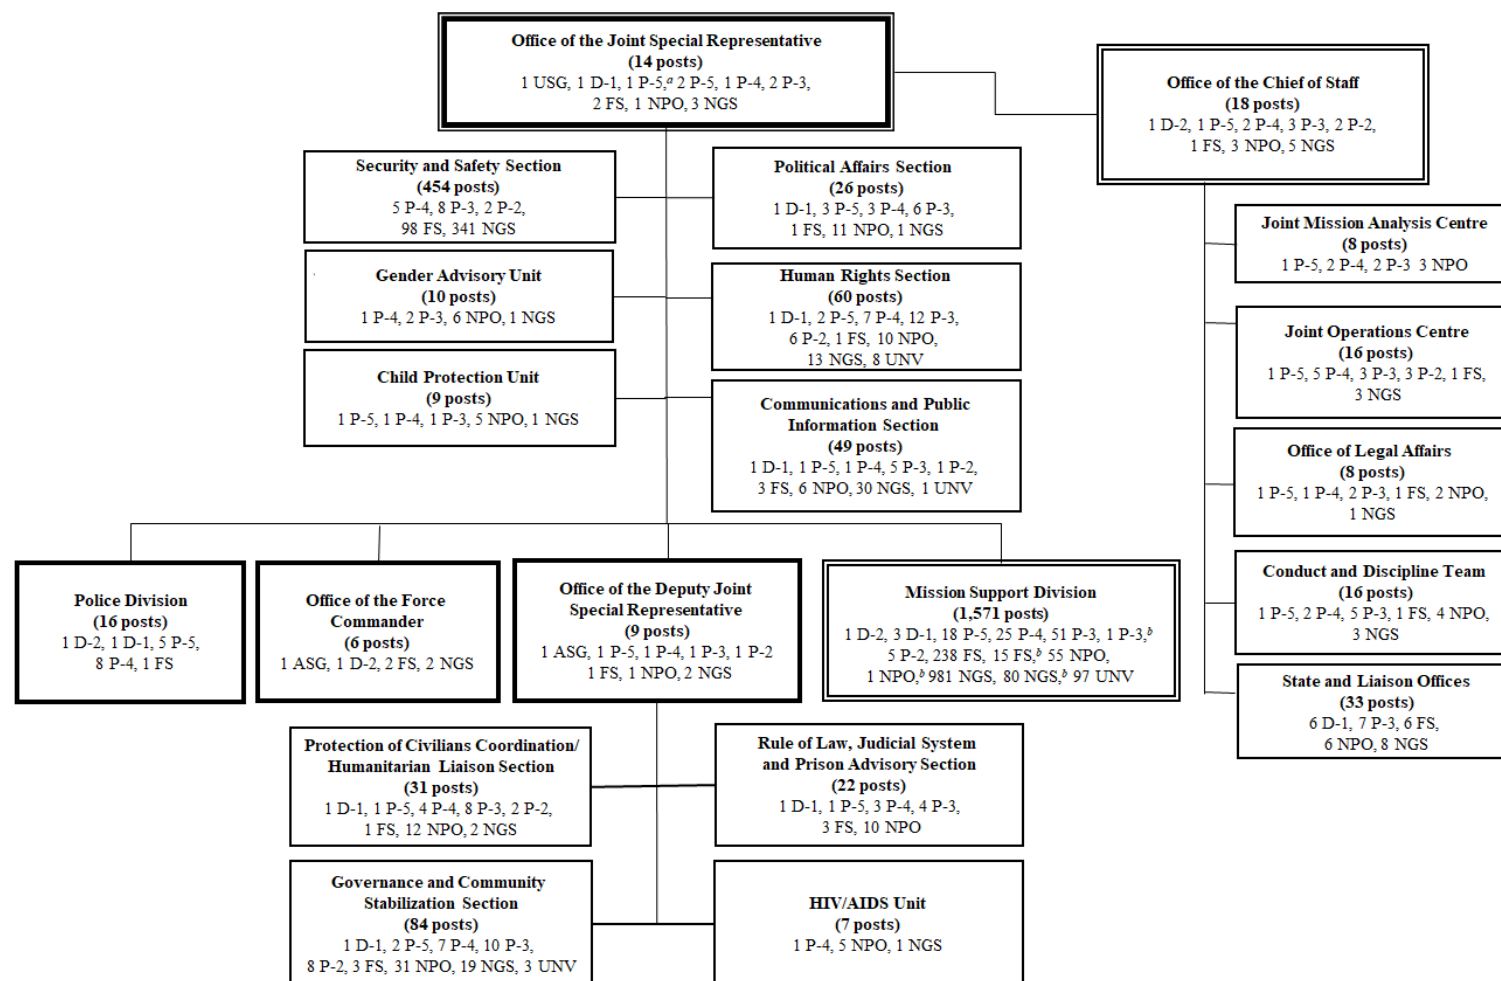 Office of the Joint Special Representative
(14 posts)
1 USG, 1 D-1, 1 P-5,a 2 P-5, 1 P-4, 2 P-3,
2 FS, 1 NPO, 3 NGS
Office of the Chief of Staff
(18 posts)
1 D-2, 1 P-5, 2 P-4, 3 P-3, 2 P-2,
1 FS, 3 NPO, 5 NGS
Security and Safety Section
(454 posts)
5 P-4, 8 P-3, 2 P-2,
98 FS, 341 NGS
Political Affairs Section
(26 posts)
1 D-1, 3 P-5, 3 P-4, 6 P-3,
1 FS, 11 NPO, 1 NGS
Gender Advisory Unit
(10 posts)
1 P-4, 2 P-3, 6 NPO, 1 NGS
Human Rights Section
(60 posts)
1 D-1, 2 P-5, 7 P-4, 12 P-3,
6 P-2, 1 FS, 10 NPO,
13 NGS, 8 UNV
Child Protection Unit
(9 posts)
1 P-5, 1 P-4, 1 P-3, 5 NPO, 1 NGS
Communications and Public
Information Section
(49 posts)
1 D-1, 1 P-5, 1 P-4, 5 P-3, 1 P-2,
3 FS, 6 NPO, 30 NGS, 1 UNV
Joint Mission Analysis Centre
(8 posts)
1 P-5, 2 P-4, 2 P-3 3 NPO
Joint Operations Centre
(16 posts)
1 P-5, 5 P-4, 3 P-3, 3 P-2, 1 FS,
3 NGS
Office of Legal Affairs
(8 posts)
1 P-5, 1 P-4, 2 P-3, 1 FS, 2 NPO,
1 NGS
Conduct and Discipline Team
(16 posts)
1 P-5, 2 P-4, 5 P-3, 1 FS, 4 NPO,
3 NGS
State and Liaison Offices
(33 posts)
6 D-1, 7 P-3, 6 FS,
6 NPO, 8 NGS
Police Division
(16 posts)
1 D-2, 1 D-1, 5 P-5,
8 P-4, 1 FS
Office of the Force
Commander
(6 posts)
1 ASG, 1 D-2, 2 FS, 2 NGS
Office of the Deputy Joint
Special Representative
(9 posts)
1 ASG, 1 P-5, 1 P-4, 1 P-3, 1 P-2
1 FS, 1 NPO, 2 NGS
Mission Support Division
(1,571 posts)
1 D-2, 3 D-1, 18 P-5, 25 P-4, 51 P-3, 1 P-3,b
5 P-2, 238 FS, 15 FS,b 55 NPO,
1 NPO,b 981 NGS, 80 NGS,b 97 UNV
Protection of Civilians Coordination/
Humanitarian Liaison Section
(31 posts)
1 D-1, 1 P-5, 4 P-4, 8 P-3, 2 P-2,
1 FS, 12 NPO, 2 NGS
Rule of Law, Judicial System
and Prison Advisory Section
(22 posts)
1 D-1, 1 P-5, 3 P-4, 4 P-3,
3 FS, 10 NPO
Governance and Community
Stabilization Section
(84 posts)
1 D-1, 2 P-5, 7 P-4, 10 P-3,
8 P-2, 3 FS, 31 NPO, 19 NGS, 3 UNV
HIV/AIDS Unit
(7 posts)
1 P-4, 5 NPO, 1 NGS